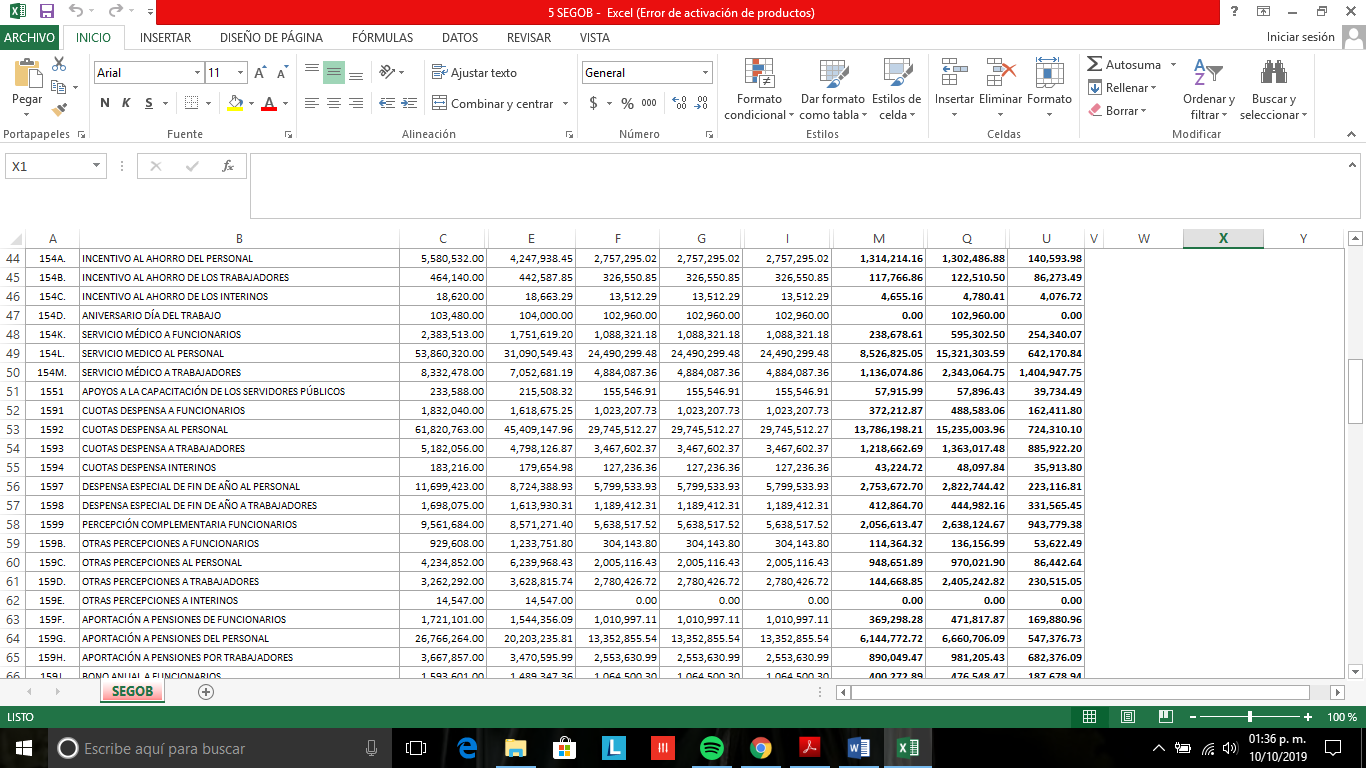 5 SEGOB - Excel (Error de activación de productos)
ARCHIVO INICIO INSERTAR DISEÑO DE PÁGINA FÓRMULAS DATOS REVISAR VISTA Iniciar sesión
Pegar Arial 11 Ajustar texto General Formato condicional Dar formato como tabla Estilos de celda Insertar Eliminar Formato Autosuma Rellenar Borrar Ordenar y filtrar Buscar y seleccionar
N K S Combinar y centrar $ % 000
Portapapeles Fuente Alineación Número Estilos Celdas Modificar
X1 fx
A B C E F G I M Q U V W X Y
44 154A. INCENTIVO AL AHORRO DEL PERSONAL 5,580,532.00 4,247,938.45 2,757,295.02 2,757,295.02 2,757,295.02 1,314,214.16 1,302,486.88 140,593.98
45 154B. INCENTIVO AL AHORRO DE LOS TRABAJADORES 464,140.00 442,587.85 326,550.85 326,550.85 326,550.85 117,766.86 122,510.50 86,273.49
46 154C. INCENTIVO AL AHORRO DE LOS INTERINOS 18,620.00 18,663.29 13,512.29 13,512.29 13,512.29 4,655.16 4,780.41 4,076.72
47 154D. ANIVERSARIO DÍA DEL TRABAJO 103,480.00 104,000.00 102,960.00 102,960.00 102,960.00 0.00 102,960.00 0.00
48 154K. SERVICIO MÉDICO A FUNCIONARIOS 2,383,513.00 1,751,619.20 1,088,321.18 1,088,321.18 1,088,321.18 238,678.61 595,302.50 254,340.07
49 154L. SERVICIO MEDICO AL PERSONAL 53,860,320.00 31,090,549.43 24,490,299.48 24,490,299.48 24,490,299.48 8,526,825.05 15,321,303.59 642,170.84
50 154M. SERVICIO MÉDICO A TRABAJADORES 8,332,478.00 7,052,681.19 4,884,087.36 4,884,087.36 4,884,087.36 1,136,074.86 2,343,064.75 1,404,947.75
51 1551 APOYOS A LA CAPACITACIÓN DE LOS SERVIDORES PÚBLICOS 233,588.00 215,508.32 155,546.91 155,546.91 155,546.91 57,915.99 57,896.43 39,734.49
52 1591 CUOTAS DESPENSA A FUNCIONARIOS 1,832,040.00 1,618,675.25 1,023,207.73 1,023,207.73 1,023,207.73 372,212.87 488,583.06 162,411.80
53 1592 CUOTAS DESPENSA AL PERSONAL 61,820,763.00 45,409,147.96 29,745,512.27 29,745,512.27 29,745,512.27 13,786,198.21 15,235,003.96 724,310.10
54 1593 CUOTAS DESPENSA A TRABAJADORES 5,182,056.00 4,798,126.87 3,467,602.37 3,467,602.37 3,467,602.37 1,218,662.69 1,363,017.48 885,922.20
55 1594 CUOTAS DESPENSA INTERINOS 183,216.00 179,654.98 127,236.36 127,236.36 127,236.36 43,224.72 48,097.84 35,913.80
56 1597 DESPENSA ESPECIAL DE FIN DE AÑO AL PERSONAL 11,699,423.00 8,724,388.93 5,799,533.93 5,799,533.93 5,799,533.93 2,753,672.70 2,822,744.42 223,116.81
57 1598 DESPENSA ESPECIAL DE FIN DE AÑO A TRABAJADORES 1,698,075.00 1,613,930.31 1,189,412.31 1,189,412.31 1,189,412.31 412,864.70 444,982.16 331,565.45
58 1599 PERCEPCIÓN COMPLEMENTARIA FUNCIONARIOS 9,561,684.00 8,571,271.40 5,638,517.52 5,638,517.52 5,638,517.52 2,056,613.47 2,638,124.67 943,779.38
59 159B. OTRAS PERCEPCIONES A FUNCIONARIOS 929,608.00 1,233,751.80 304,143.80 304,143.80 304,143.80 114,364.32 136,156.99 53,622.49
60 159C. OTRAS PERCEPCIONES AL PERSONAL 4,234,852.00 6,239,968.43 2,005,116.43 2,005,116.43 2,005,116.43 948,651.89 970,021.90 86,442.64
61 159D. OTRAS PERCEPCIONES A TRABAJADORES 3,262,292.00 3,628,815.74 2,780,426.72 2,780,426.72 2,780,426.72 144,668.85 2,405,242.82 230,515.05
62 159E. OTRAS PERCEPCIONES A INTERINOS 14,547.00 14,547.00 0.00 0.00 0.00 0.00 0.00 0.00
63 159F. APORTACIÓN A PENSIONES DE FUNCIONARIOS 1,721,101.00 1,544,356.09 1,010,997.11 1,010,997.11 1,010,997.11 369,298.28 471,817.87 169,880.96
64 159G. APORTACIÓN A PENSIONES DEL PERSONAL 26,766,264.00 20,203,235.81 13,352,855.54 13,352,855.54 13,352,855.54 6,144,772.72 6,660,706.09 547,376.73
65 159H. APORTACIÓN A PENSIONES POR TRABAJADORES 3,667,857.00 3,470,595.99 2,553,630.99 2,553,630.99 2,553,630.99 890,049.47 981,205.43 682,376.09
66 159I. BONO ANUAL A FUNCIONARIOS 1,593,601.00 1,489,347.36 1,064,500.30 1,064,500.30 1,064,500.30 400,272.89 476,548.47 187,678.94
SEGOB
LISTO 100 %
Escribe aquí para buscar 01:36 p. m.
10/10/2019